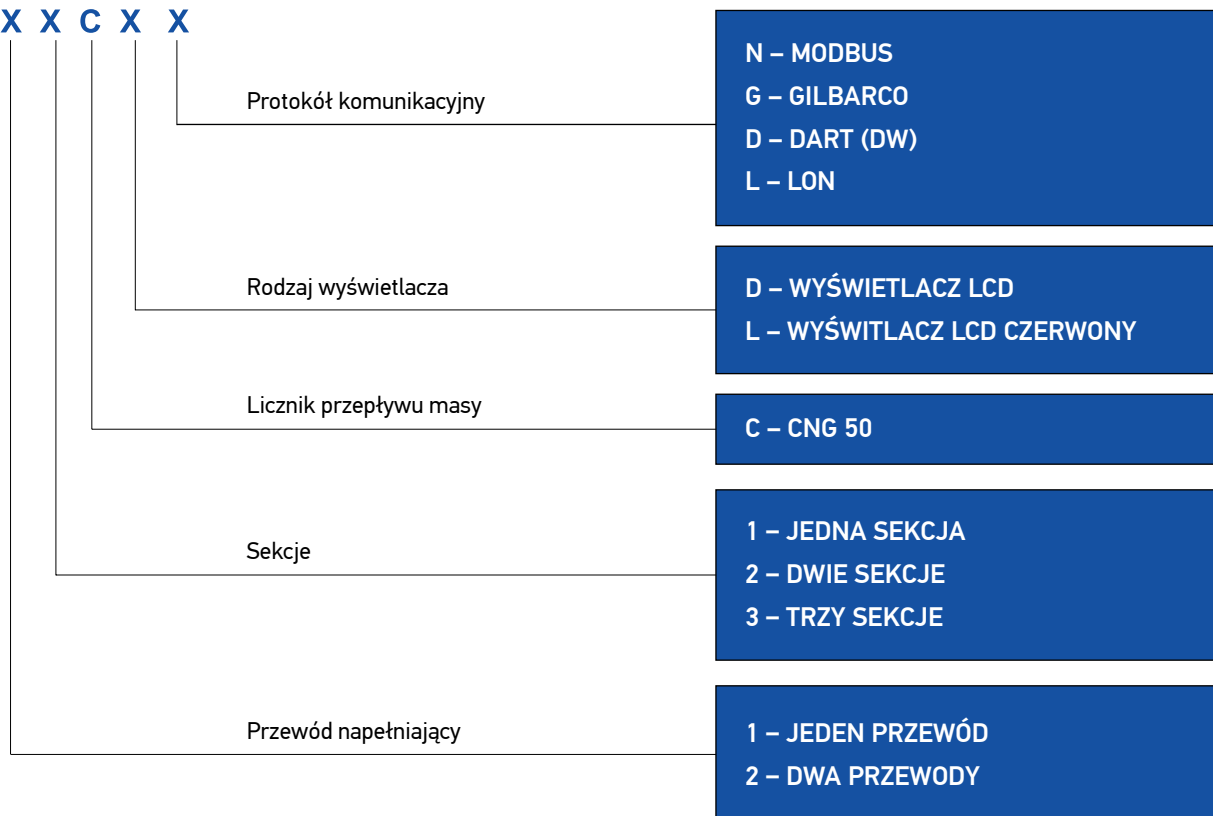 X X C X X
Protokół komunikacyjny
N – MODBUS
G – GILBARCO
D – DART (DW)
L – LON
Rodzaj wyświetlacza
D – WYŚWIETLACZ LCD
L – WYŚWITLACZ LCD CZERWONY
Licznik przepływu masy
C – CNG 50
Sekcje
1 – JEDNA SEKCJA
2 – DWIE SEKCJE
3 – TRZY SEKCJE
Przewód napełniający
1 – JEDEN PRZEWÓD
2 – DWA PRZEWODY